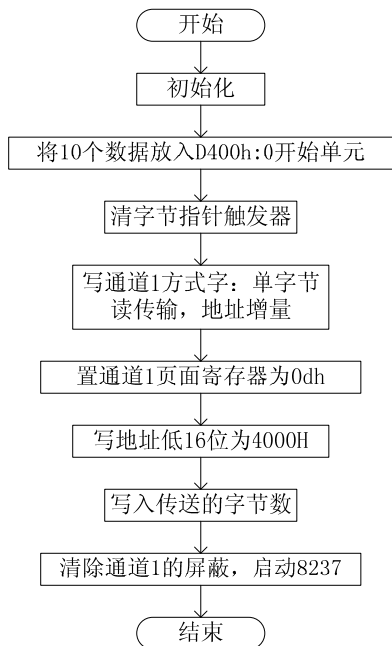 开始
初始化
将10个数据放入D400h:0开始单元
清字节指针触发器
写通道1方式字：单字节
读传输，地址增量
置通道1页面寄存器为0dh
写地址低16位为4000H
写入传送的字节数
清除通道1的屏蔽，启动8237
结束